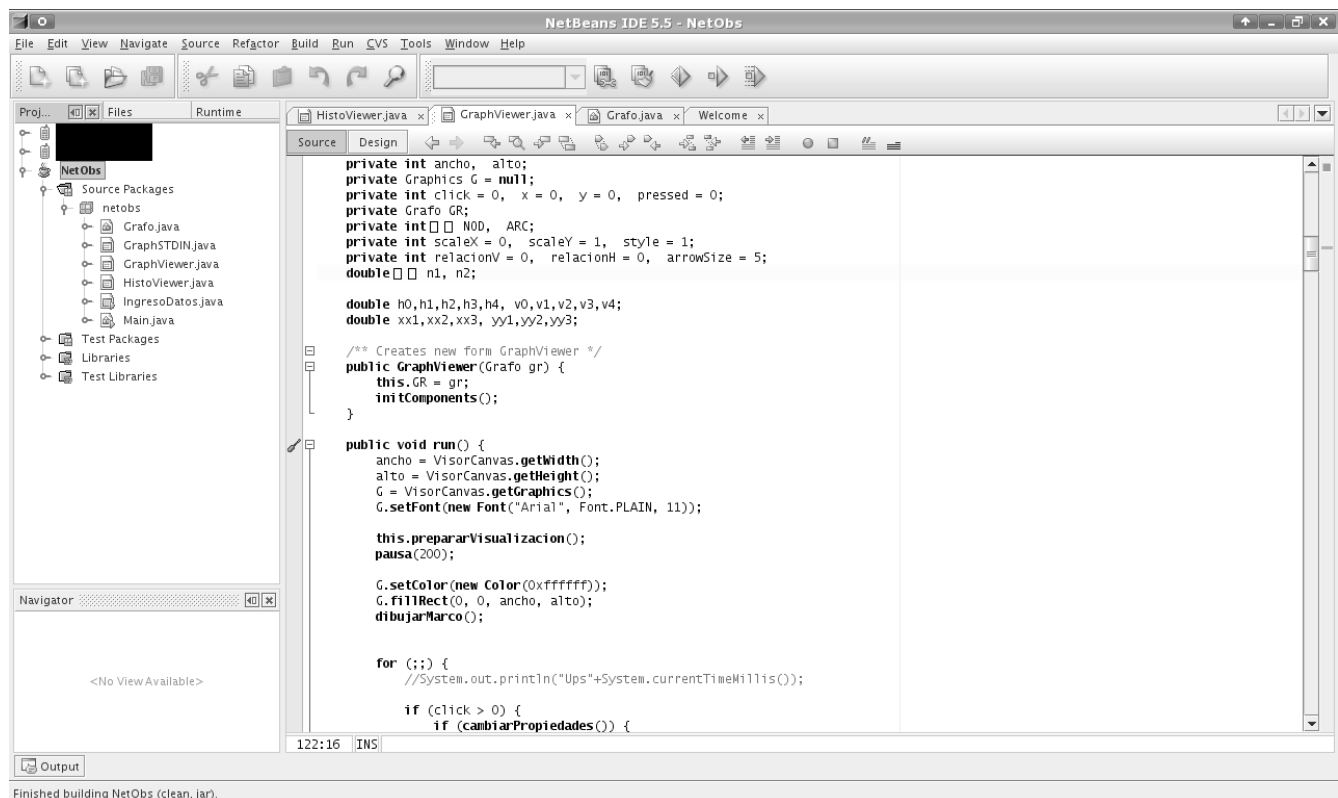 NetBeans IDE 5.5 - NetObs
File Edit View Navigate Source Refactor Build Run CVS Tools Window Help
Proj... Files Runtime
NetObs
Source Packages
netobs
Grafo.java
GraphSTDIN.java
GraphViewer.java
HistoViewer.java
IngresoDatos.java
Main.java
Test Packages
Libraries
Test Libraries
Navigator
<No View Available>
HistoViewer.java x GraphViewer.java x Grafo.java x Welcome x
Source Design
private int ancho, alto;
private Graphics G = null;
private int click = 0, x = 0, y = 0, pressed = 0;
private Grafo GR;
private int▯▯ NOD, ARC;
private int scaleX = 0, scaleY = 1, style = 1;
private int relacionV = 0, relacionH = 0, arrowSize = 5;
double▯▯ n1, n2;
double h0,h1,h2,h3,h4, v0,v1,v2,v3,v4;
double xx1,xx2,xx3, yy1,yy2,yy3;
/** Creates new form GraphViewer */
public GraphViewer(Grafo gr) {
this.GR = gr;
initComponents();
}
public void run() {
ancho = VisorCanvas.getWidth();
alto = VisorCanvas.getHeight();
G = VisorCanvas.getGraphics();
G.setFont(new Font("Arial", Font.PLAIN, 11));
this.prepararVisualizacion();
pausa(200);
G.setColor(new Color(0xffffff));
G.fillRect(0, 0, ancho, alto);
dibujarMarco();
for (;;) {
//System.out.println("Ups"+System.currentTimeMillis());
if (click > 0) {
if (cambiarPropiedades()) {
122:16 INS
Output
Finished building NetObs (clean, jar).